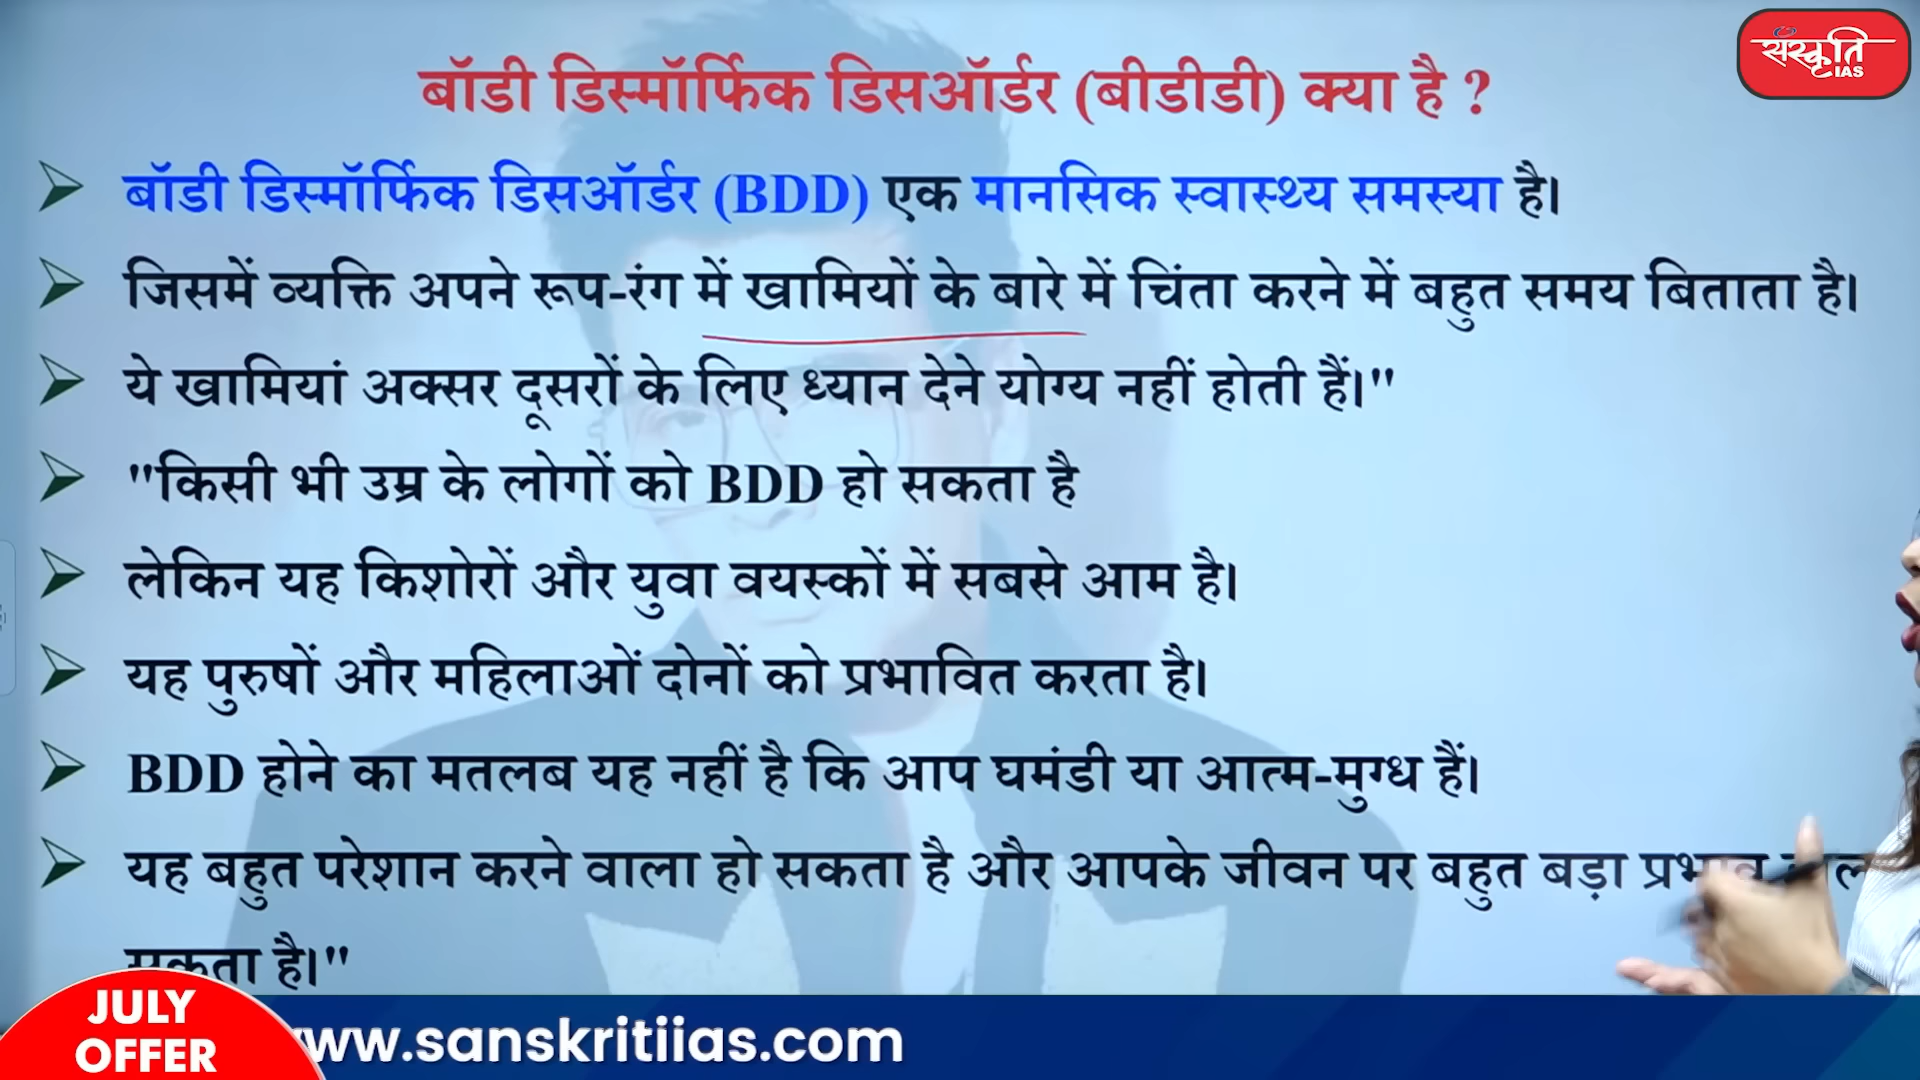 संस्कृति
IAS
बॉडी डिस्मॉर्फिक डिसऑर्डर (बीडीडी) क्या है ?
बॉडी डिस्मॉर्फिक डिसऑर्डर (BDD) एक मानसिक स्वास्थ्य समस्या है।
जिसमें व्यक्ति अपने रूप-रंग में खामियों के बारे में चिंता करने में बहुत समय बिताता है।
ये खामियां अक्सर दूसरों के लिए ध्यान देने योग्य नहीं होती हैं।"
"किसी भी उम्र के लोगों को BDD हो सकता है
लेकिन यह किशोरों और युवा वयस्कों में सबसे आम है।
यह पुरुषों और महिलाओं दोनों को प्रभावित करता है।
BDD होने का मतलब यह नहीं है कि आप घमंडी या आत्म-मुग्ध हैं।
यह बहुत परेशान करने वाला हो सकता है और आपके जीवन पर बहुत बड़ा प्रभाव
सकता है।"
JULY
OFFER
www.sanskritiias.com